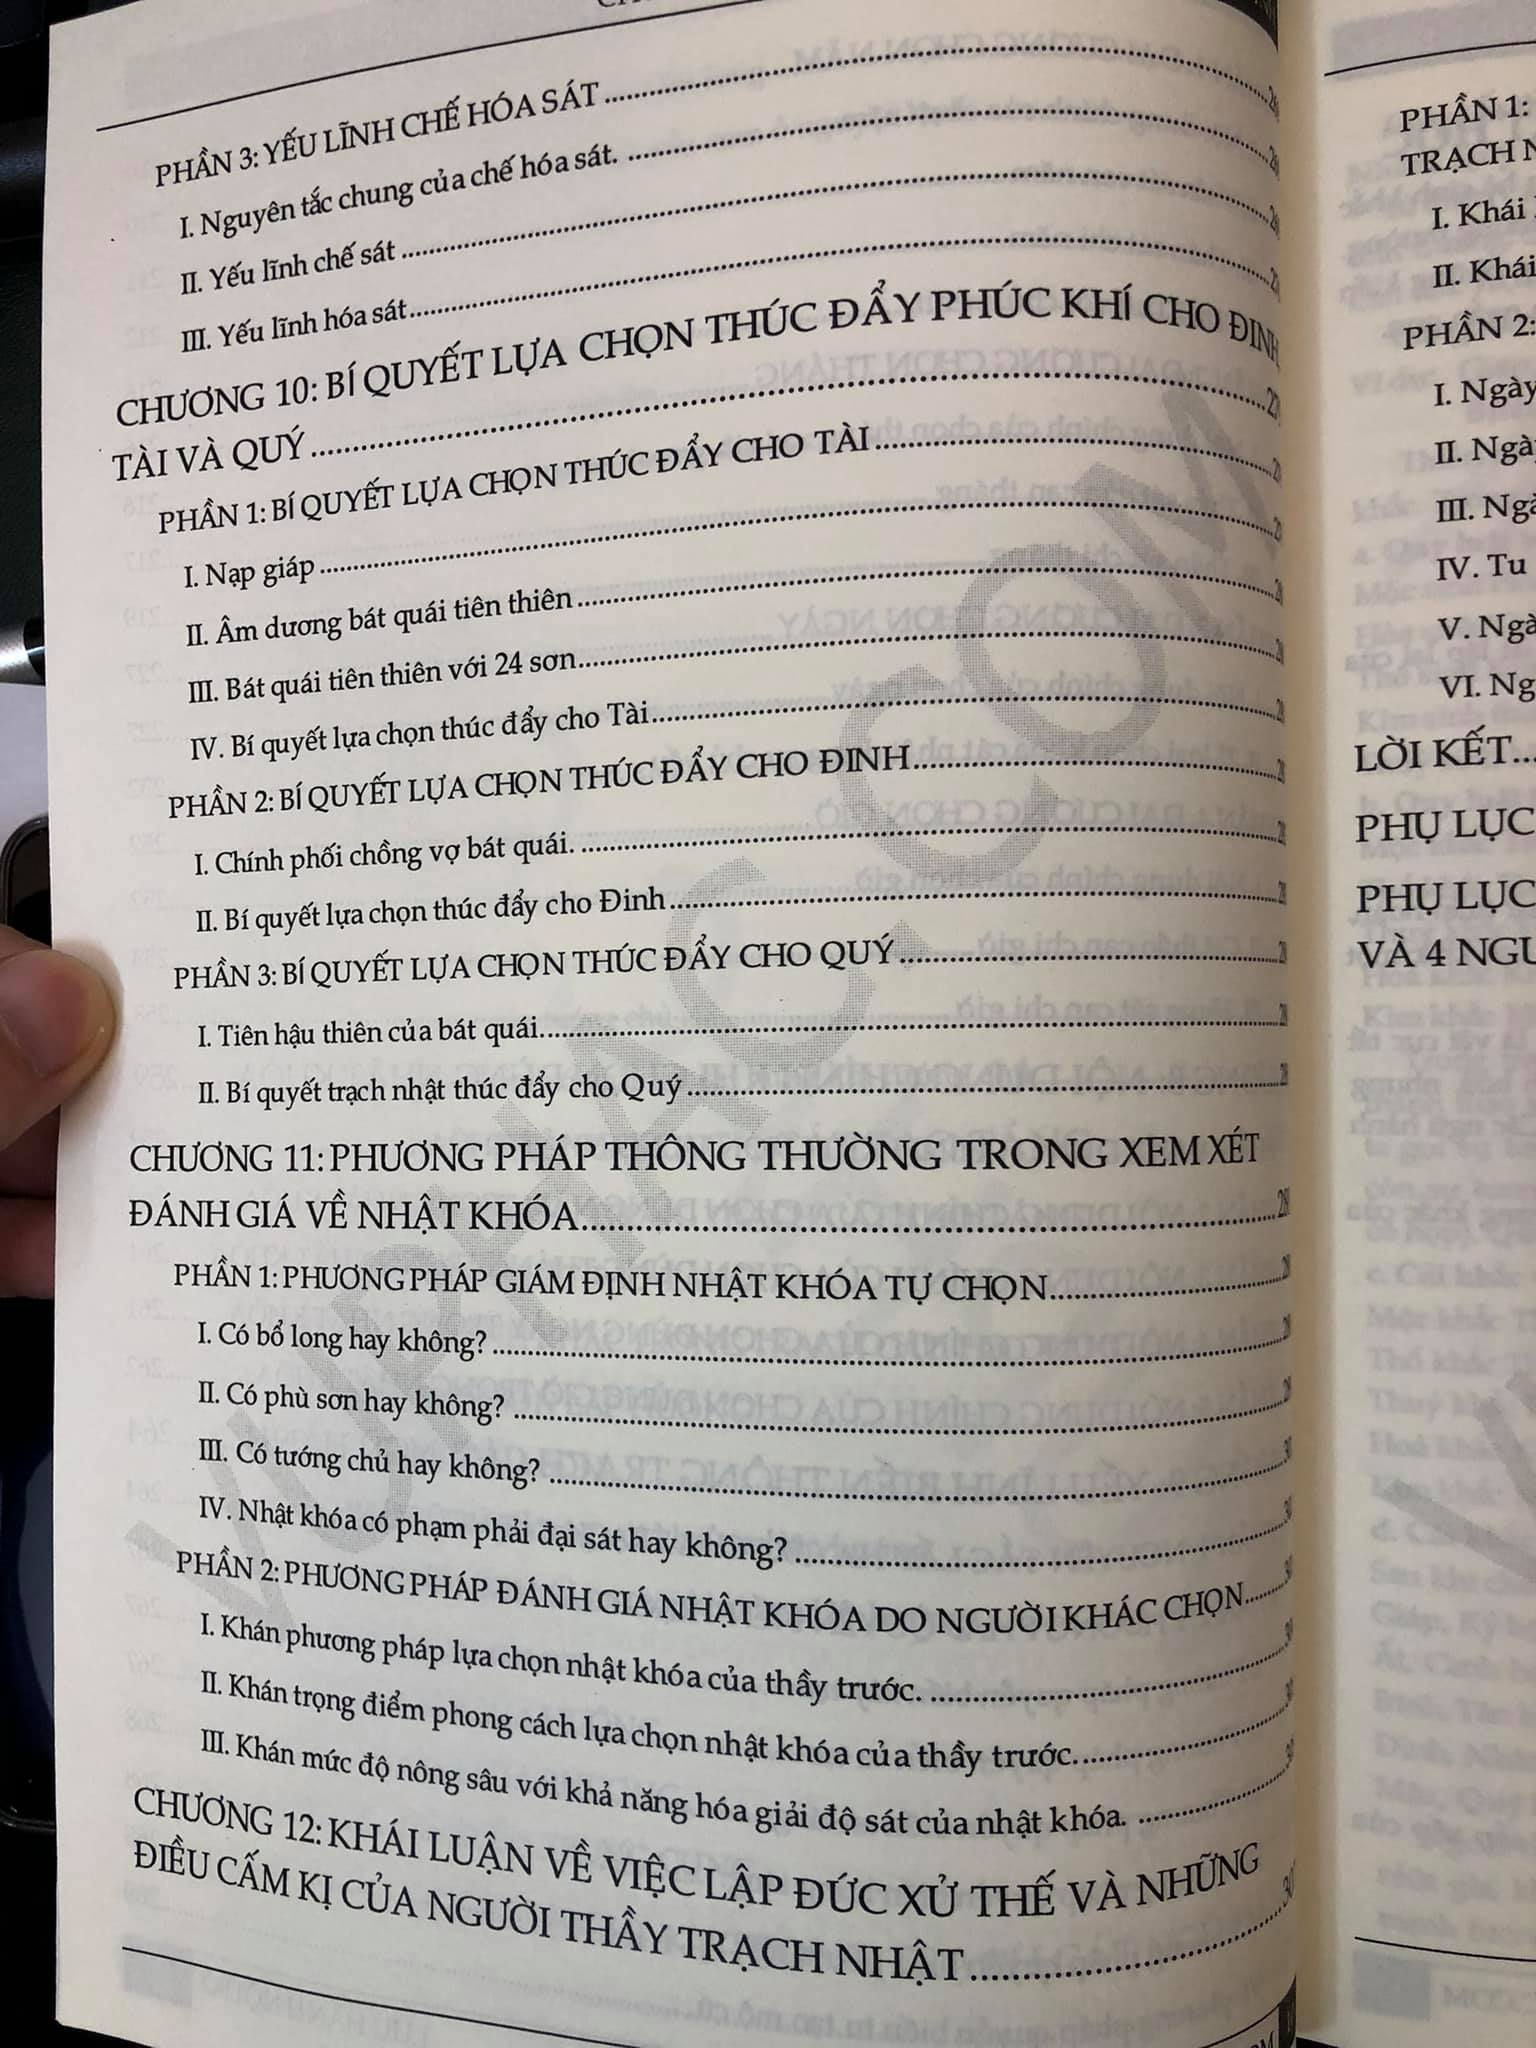 PHẦN 3: YẾU LĨNH CHẾ HÓA SÁT
I. Nguyên tắc chung của chế hóa sát.
II. Yếu lĩnh chế sát
III. Yếu lĩnh hóa sát
CHƯƠNG 10: BÍ QUYẾT LỰA CHỌN THÚC ĐẨY PHÚC KHÍ CHO ĐINH
TÀI VÀ QUÝ
PHẦN 1: BÍ QUYẾT LỰA CHỌN THÚC ĐẨY CHO TÀI
I. Nạp giáp
II. Âm dương bát quái tiên thiên
III. Bát quái tiên thiên với 24 sơn
IV. Bí quyết lựa chọn thúc đẩy cho Tài
PHẦN 2: BÍ QUYẾT LỰA CHỌN THÚC ĐẨY CHO ĐINH
I. Chính phối chồng vợ bát quái.
II. Bí quyết lựa chọn thúc đẩy cho Đinh
PHẦN 3: BÍ QUYẾT LỰA CHỌN THÚC ĐẨY CHO QUÝ
I. Tiên hậu thiên của bát quái
II. Bí quyết trạch nhật thúc đẩy cho Quý
CHƯƠNG 11: PHƯƠNG PHÁP THÔNG THƯỜNG TRONG XEM XÉT
ĐÁNH GIÁ VỀ NHẬT KHÓA
PHẦN 1: PHƯƠNG PHÁP GIÁM ĐỊNH NHẬT KHÓA TỰ CHỌN
I. Có bổ long hay không?
II. Có phù sơn hay không?
III. Có tướng chủ hay không?
IV. Nhật khóa có phạm phải đại sát hay không?
PHẦN 2: PHƯƠNG PHÁP ĐÁNH GIÁ NHẬT KHÓA DO NGƯỜI KHÁC CHỌN
I. Khán phương pháp lựa chọn nhật khóa của thầy trước.
II. Khán trọng điểm phong cách lựa chọn nhật khóa của thầy trước.
III. Khán mức độ nông sâu với khả năng hóa giải độ sát của nhật khóa.
CHƯƠNG 12: KHÁI LUẬN VỀ VIỆC LẬP ĐỨC XỬ THẾ VÀ NHỮNG
ĐIỀU CẤM KỊ CỦA NGƯỜI THẦY TRẠCH NHẬT
VUPHAC.COM
PHẦN 1:
TRẠCH
I. Khái
II. Khái
PHẦN 2:
I. Ngày
II. Ngày
III.
IV. Tu
V.
VI.
LỜI KẾT
PHỤ LỤC
PHỤ LỤC
VÀ 4